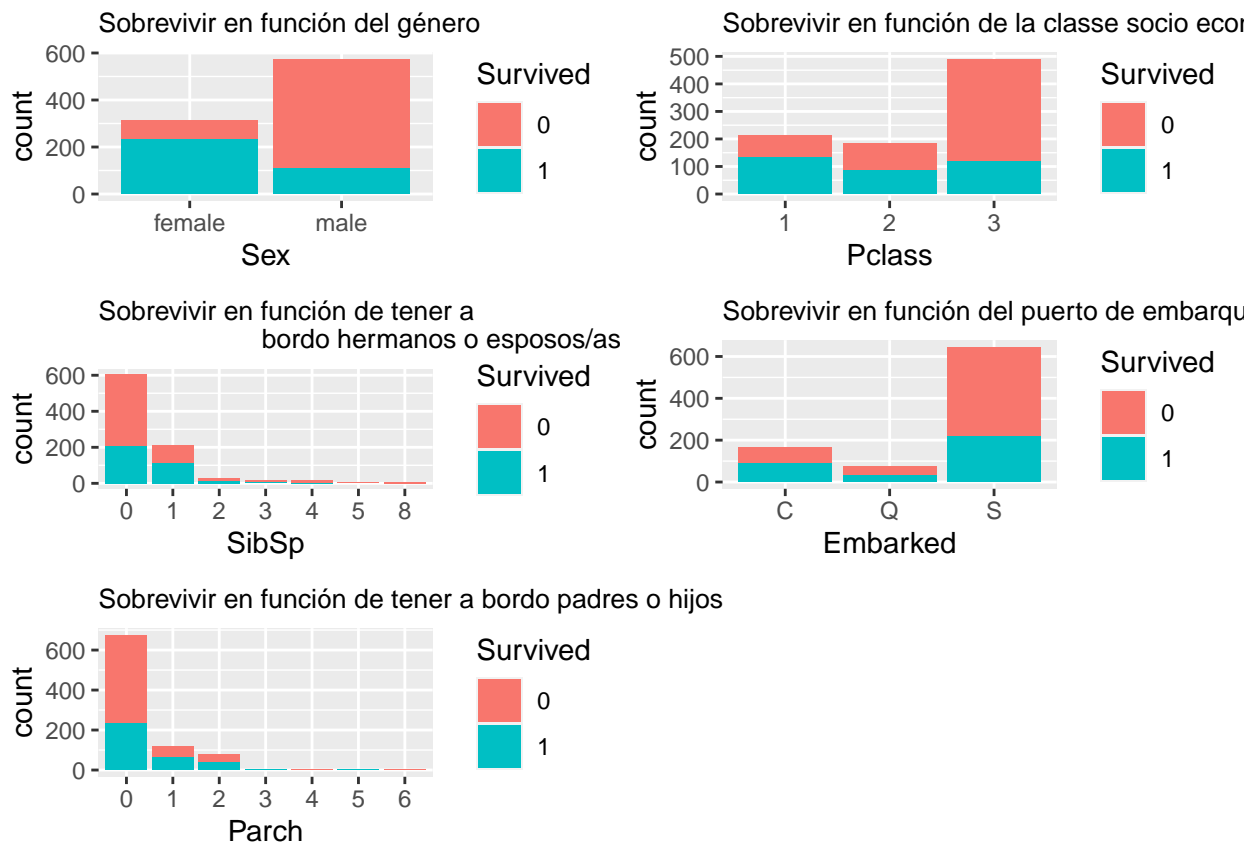 Sobrevivir en función del género
600
400
200
0
count
female male
Sex
Survived
0
1
Sobrevivir en función de la classe socio econ
500
400
300
200
100
0
count
1 2 3
Pclass
Survived
0
1
Sobrevivir en función de tener a
bordo hermanos o esposos/as
600
400
200
0
count
0 1 2 3 4 5 8
SibSp
Survived
0
1
Sobrevivir en función del puerto de embarqu
600
400
200
0
count
C Q S
Embarked
Survived
0
1
Sobrevivir en función de tener a bordo padres o hijos
600
400
200
0
count
0 1 2 3 4 5 6
Parch
Survived
0
1